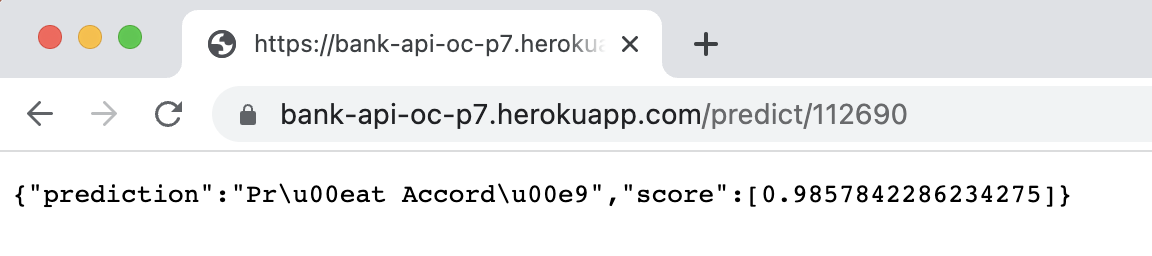 https://bank-api-oc-p7.heroku
bank-api-oc-p7.herokuapp.com/predict/112690
{"prediction":"Pr\u00eat Accord\u00e9","score":[0.9857842286234275]}